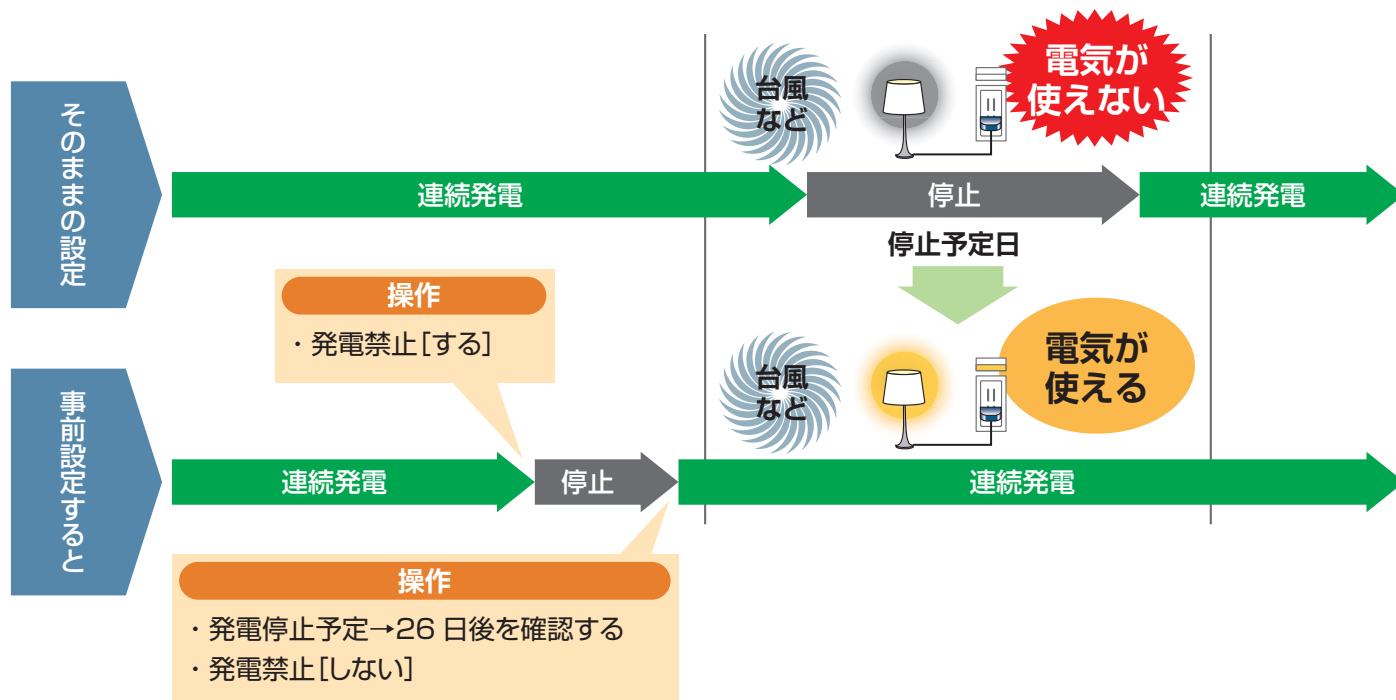 そのままの設定
台風
など
電気が
使えない
連続発電
停止
連続発電
停止予定日
操作
・発電禁止[する]
事前設定すると
台風
など
電気が
使える
連続発電
停止
連続発電
操作
・発電停止予定→26日後を確認する
・発電禁止[しない]